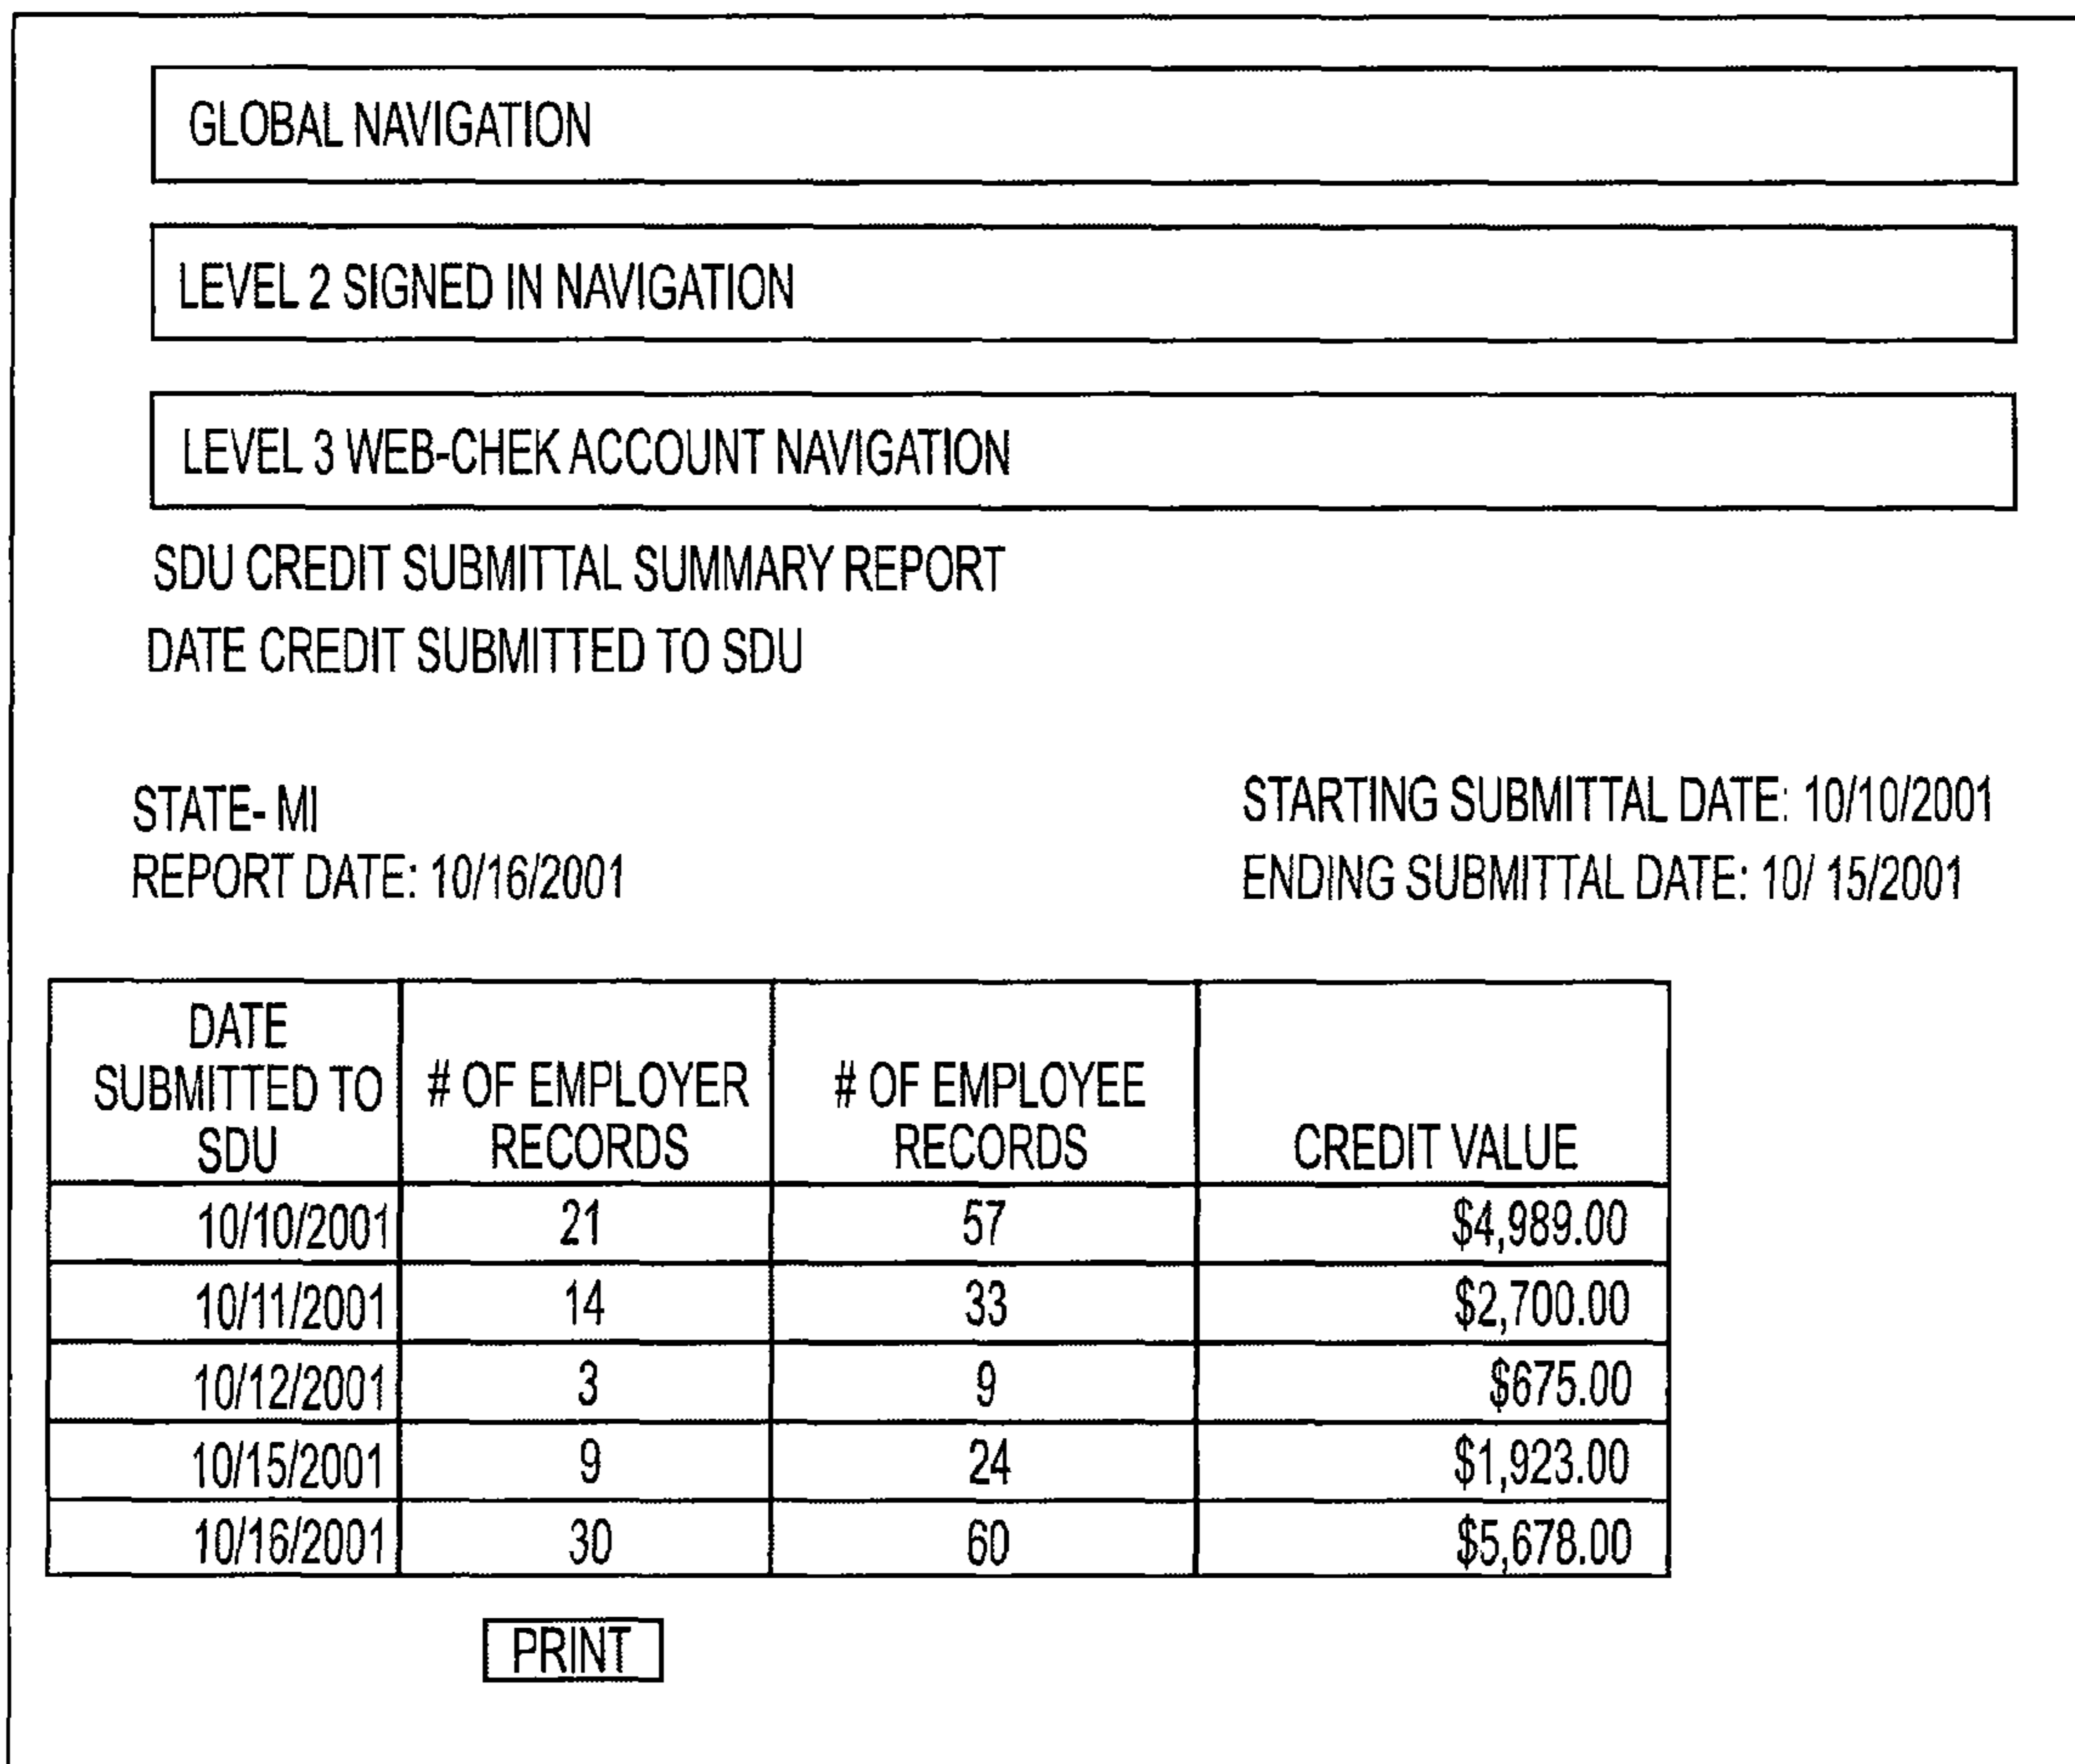 GLOBAL NAVIGATION
LEVEL 2 SIGNED IN NAVIGATION
LEVEL 3 WEB-CHEK ACCOUNT NAVIGATION
SDU CREDIT SUBMITTAL SUMMARY REPORT
DATE CREDIT SUBMITTED TO SDU
STATE- MI
REPORT DATE: 10/16/2001
STARTING SUBMITTAL DATE: 10/10/2001
ENDING SUBMITTAL DATE: 10/ 15/2001
DATE
SUBMITTED TO
SDU
# OF EMPLOYER
RECORDS
# OF EMPLOYEE
RECORDS
CREDIT VALUE
10/10/2001 21 57 $4,989.00
10/11/2001 14 33 $2,700.00
10/12/2001 3 9 $675.00
10/15/2001 9 24 $1,923.00
10/16/2001 30 60 $5,678.00
PRINT